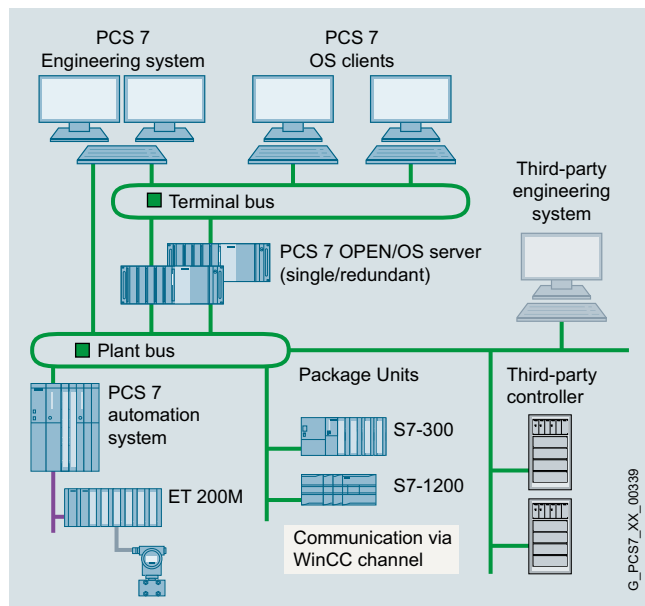 PCS 7
Engineering system
PCS 7
OS clients
Third-party
engineering
system
Terminal bus
PCS 7 OPEN/OS server
(single/redundant)
Plant bus
PCS 7
automation
system
Package Units
Third-party
controller
S7-300
ET 200M
S7-1200
Communication via
WinCC channel
G_PCS7_XX_00339